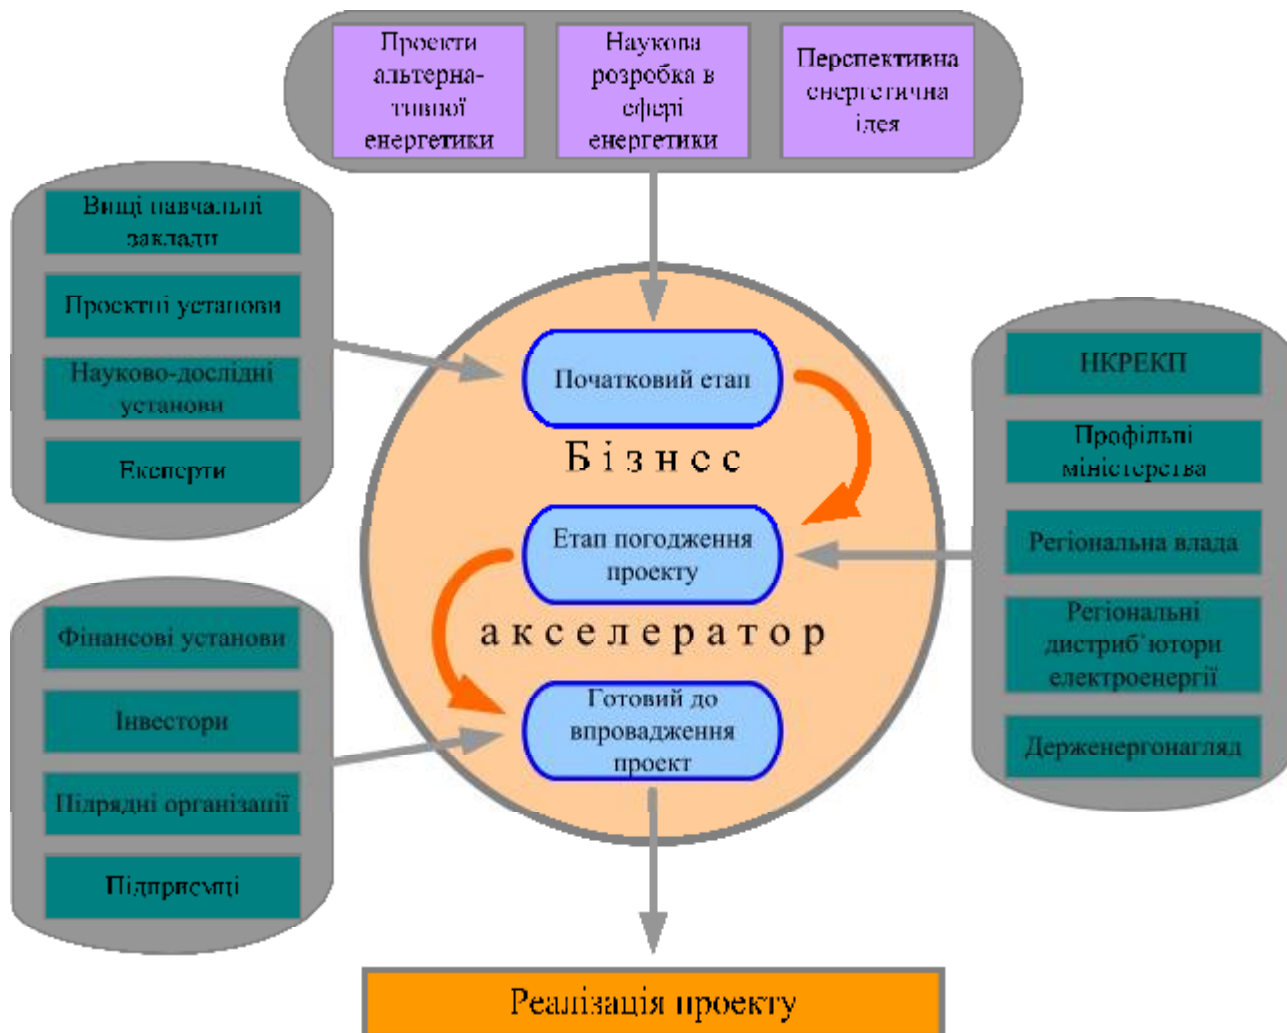 Проекти
альтерна-
тивної
енергетики
Наукова
розробка в
сфері
енергетики
Перспективна
енергетична
ідея
Вищі навчальні
заклади
Проектні установи
Науково-дослідні
установи
Експерти
Початковий етап
Бізнес
Етап погодження
проекту
акселератор
Готовий до
впровадження
проект
НКРЕКП
Профільні
міністерства
Регіональна влада
Регіональні
дистриб`ютори
електроенергії
Держенергонагляд
Фінансові установи
Інвестори
Підрядні організації
Підприємці
Реалізація проекту